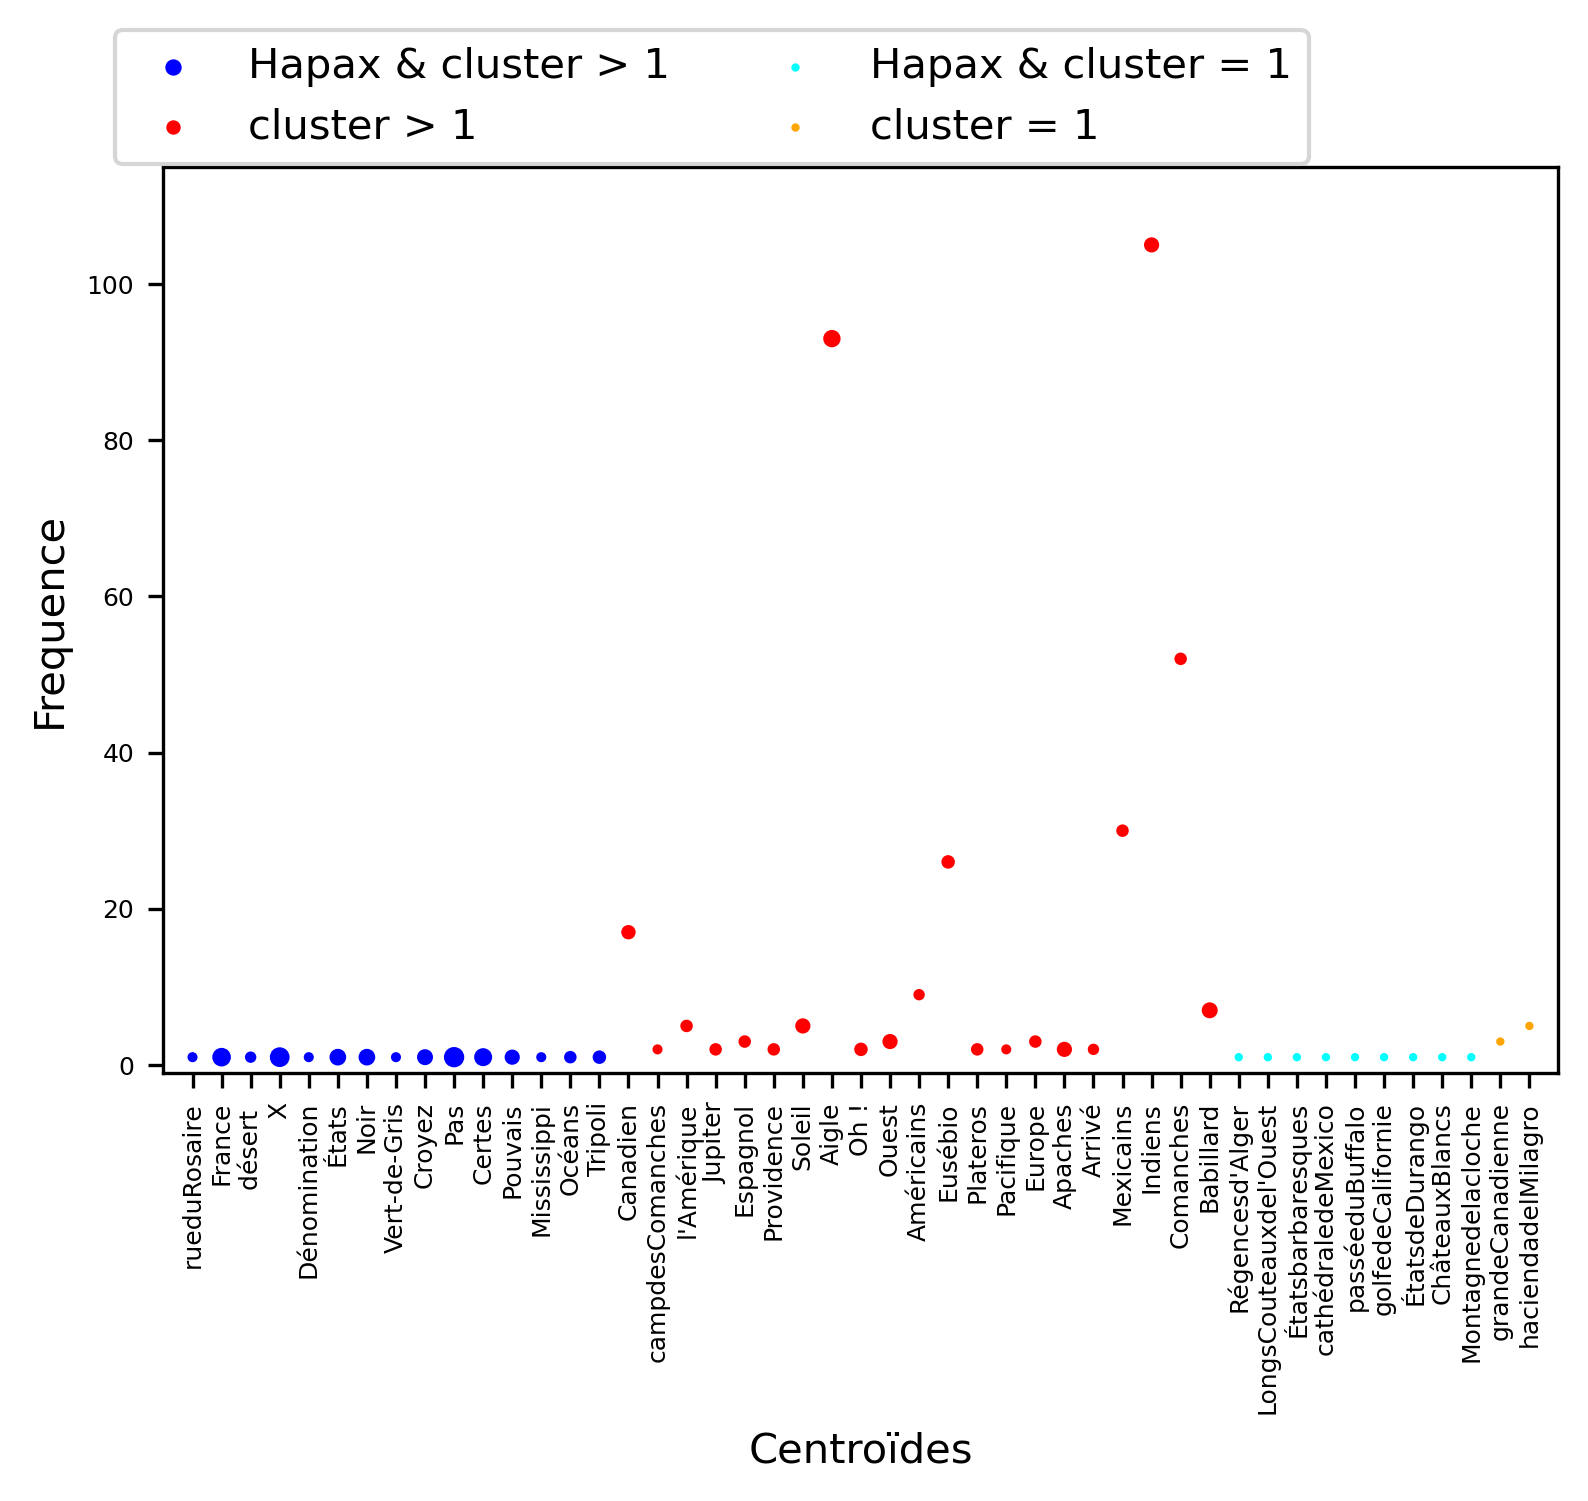 Hapax & cluster > 1
cluster > 1
Hapax & cluster = 1
cluster = 1
Frequence
100
80
60
40
20
0
rueduRosaire
France
désert
X
Dénomination
États
Noir
Vert-de-Gris
Croyez
Pas
Certes
Pouvais
Mississippi
Océans
Tripoli
Canadien
campdesComanches
l'Amérique
Jupiter
Espagnol
Providence
Soleil
Aigle
Oh !
Ouest
Américains
Eusébio
Plateros
Pacifique
Europe
Apaches
Arrivé
Mexicains
Indiens
Comanches
Babillard
Régencesd'Alger
LongsCouteauxdel'Ouest
Étatsbarbaresques
cathédraledeMexico
passéeduBuffalo
golfedeCalifornie
ÉtatsdeDurango
ChâteauxBlancs
Montagnedelacloche
grandeCanadienne
haciendadelMilagro
Centroïdes